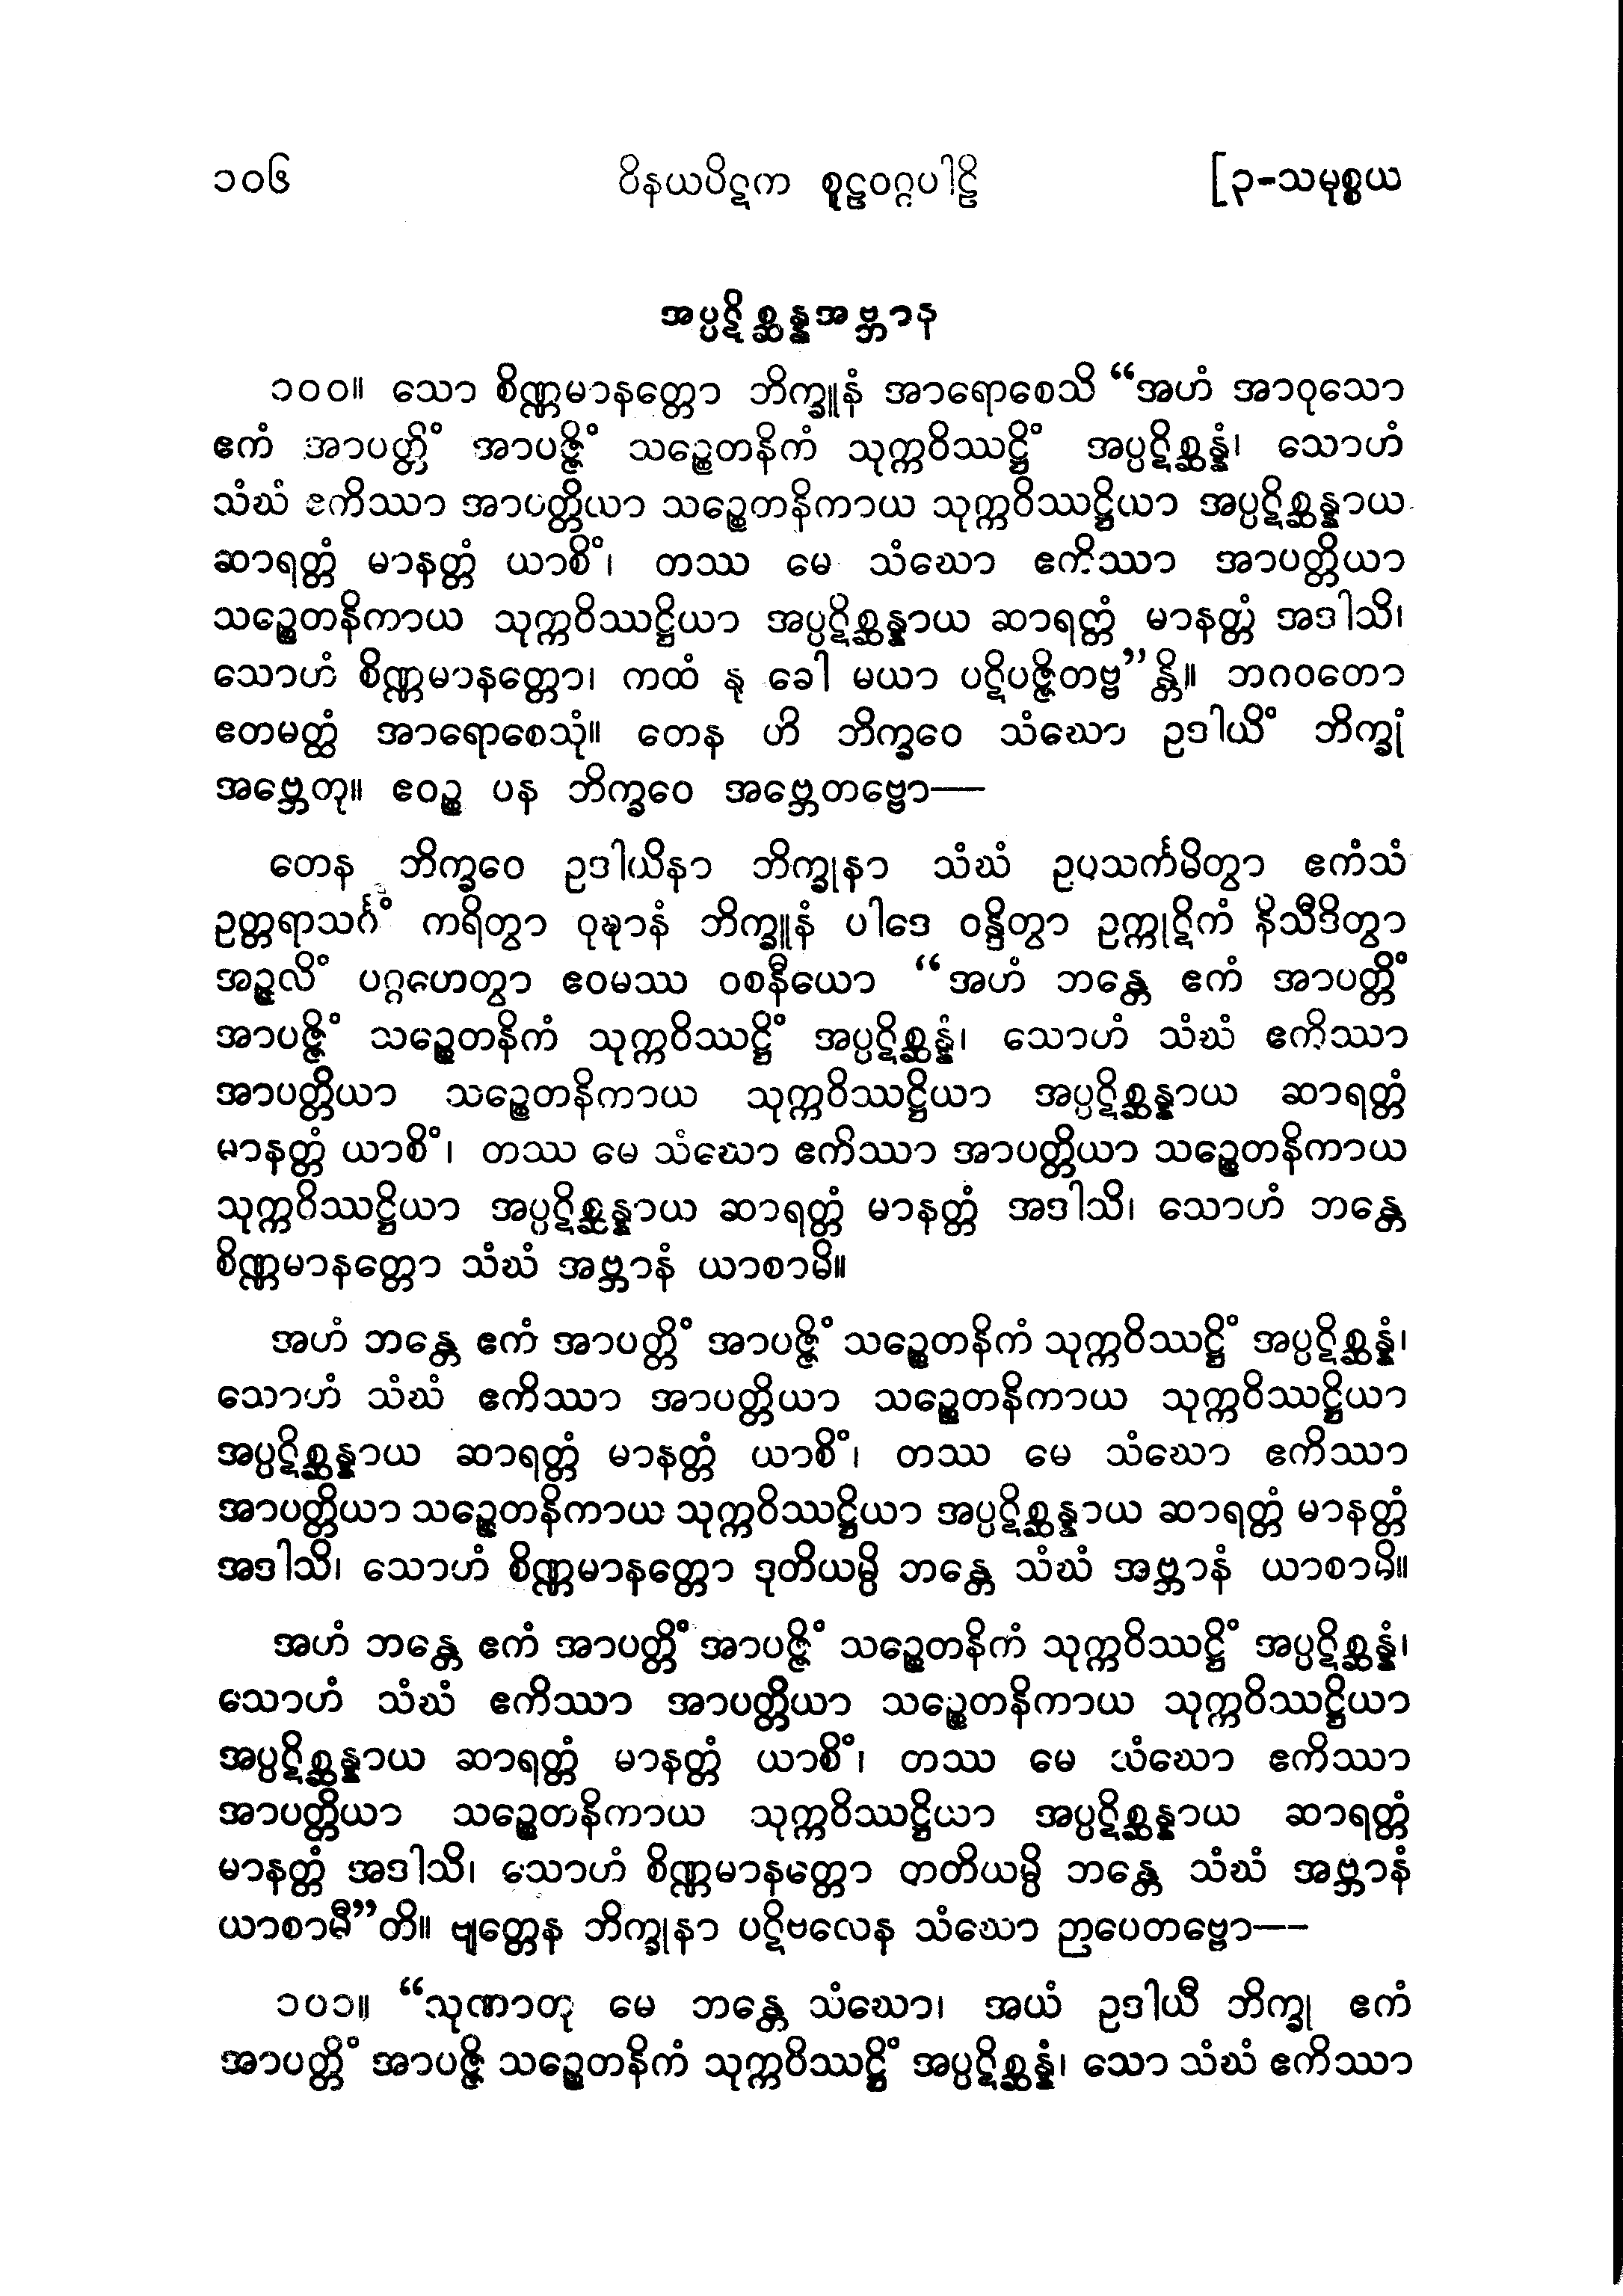 ၁၀၆ ဝိနယပိဋက စူဠဝဂ္ဂပါဠိ [၃-သမုစ္စယ
အပ္ပဋိစ္ဆန္နအဗ္ဘာန
၁၀၀။ သော စိဏ္ဏမာနတ္တော ဘိက္ခူနံ အာရောစေသိ “အဟံ အာဝုသော
ဧကံ အာပတ္တိံ အာပဇ္ဇိံ သဉ္စေတနိကံ သုက္ကဝိဿဋ္ဌိံ အပ္ပဋိစ္ဆန္နံ၊ သောဟံ
သံဃံ ဧကိဿာ အာပတ္တိယာ သဉ္စေတနိကာယ သုက္ကဝိဿဋ္ဌိယာ အပ္ပဋိစ္ဆန္နာယ
ဆာရတ္တံ မာနတ္တံ ယာစိံ၊ တဿ မေ သံဃော ဧကိဿာ အာပတ္တိယာ
သဉ္စေတနိကာယ သုက္ကဝိဿဋ္ဌိယာ အပ္ပဋိစ္ဆန္နာယ ဆာရတ္တံ မာနတ္တံ အဒါသိ၊
သောဟံ စိဏ္ဏမာနတ္တော၊ ကထံ နု ခေါ မယာ ပဋိပဇ္ဇိတဗ္ဗ”န္တိ။ ဘဂဝတော
ဧတမတ္ထံ အာရောစေသုံ။ တေန ဟိ ဘိက္ခဝေ သံဃော ဥဒါယိံ ဘိက္ခုံ
အဗ္ဘေတု။ ဧဝဉ္စ ပန ဘိက္ခဝေ အဗ္ဘေတဗ္ဗော—
တေန ဘိက္ခဝေ ဥဒါယိနာ ဘိက္ခုနာ သံဃံ ဥပသင်္ကမိတွာ ဧကံသံ
ဥတ္တရာသင်္ဂံ ကရိတွာ ဝုဍ္ဎာနံ ဘိက္ခူနံ ပါဒေ ဝန္ဒိတွာ ဥက္ကုဋိကံ နိသီဒိတွာ
အဉ္ဇလိံ ပဂ္ဂဟေတွာ ဧဝမဿ ဝစနီယော “အဟံ ဘန္တေ ဧကံ အာပတ္တိံ
အာပဇ္ဇိံ သဉ္စေတနိကံ သုက္ကဝိဿဋ္ဌိံ အပ္ပဋိစ္ဆန္နံ၊ သောဟံ သံဃံ ဧကိဿာ
အာပတ္တိယာ သဉ္စေတနိကာယ သုက္ကဝိဿဋ္ဌိယာ အပ္ပဋိစ္ဆန္နာယ ဆာရတ္တံ
မာနတ္တံ ယာစိံ၊ တဿ မေ သံဃော ဧကိဿာ အာပတ္တိယာ သဉ္စေတနိကာယ
သုက္ကဝိဿဋ္ဌိယာ အပ္ပဋိစ္ဆန္နာယ ဆာရတ္တံ မာနတ္တံ အဒါသိ၊ သောဟံ ဘန္တေ
စိဏ္ဏမာနတ္တော သံဃံ အဗ္ဘာနံ ယာစာမိ။
အဟံ ဘန္တေ ဧကံ အာပတ္တိံ အာပဇ္ဇိံ သဉ္စေတနိကံ သုက္ကဝိဿဋ္ဌိံ အပ္ပဋိစ္ဆန္နံ၊
သောဟံ သံဃံ ဧကိဿာ အာပတ္တိယာ သဉ္စေတနိကာယ သုက္ကဝိဿဋ္ဌိယာ
အပ္ပဋိစ္ဆန္နာယ ဆာရတ္တံ မာနတ္တံ ယာစိံ၊ တဿ မေ သံဃော ဧကိဿာ
အာပတ္တိယာ သဉ္စေတနိကာယ သုက္ကဝိဿဋ္ဌိယာ အပ္ပဋိစ္ဆန္နာယ ဆာရတ္တံ မာနတ္တံ
အဒါသိ၊ သောဟံ စိဏ္ဏမာနတ္တော ဒုတိယမ္ပိ ဘန္တေ သံဃံ အဗ္ဘာနံ ယာစာမိ။
အဟံ ဘန္တေ ဧကံ အာပတ္တိံ အာပဇ္ဇိံ သဉ္စေတနိကံ သုက္ကဝိဿဋ္ဌိံ အပ္ပဋိစ္ဆန္နံ၊
သောဟံ သံဃံ ဧကိဿာ အာပတ္တိယာ သဉ္စေတနိကာယ သုက္ကဝိဿဋ္ဌိယာ
အပ္ပဋိစ္ဆန္နာယ ဆာရတ္တံ မာနတ္တံ ယာစိံ၊ တဿ မေ သံဃော ဧကိဿာ
အာပတ္တိယာ သဉ္စေတနိကာယ သုက္ကဝိဿဋ္ဌိယာ အပ္ပဋိစ္ဆန္နာယ ဆာရတ္တံ
မာနတ္တံ အဒါသိ၊ သောဟံ စိဏ္ဏမာနတ္တော တတိယမ္ပိ ဘန္တေ သံဃံ အဗ္ဘာနံ
ယာစာမီ”တိ။ ဗျတ္တေန ဘိက္ခုနာ ပဋိဗလေန သံဃော ဉာပေတဗ္ဗော—
၁၀၁။ “သုဏာတု မေ ဘန္တေ သံဃော၊ အယံ ဥဒါယီ ဘိက္ခု ဧကံ
အာပတ္တိံ အာပဇ္ဇိ သဉ္စေတနိကံ သုက္ကဝိဿဋ္ဌိံ အပ္ပဋိစ္ဆန္နံ၊ သော သံဃံ ဧကိဿာ